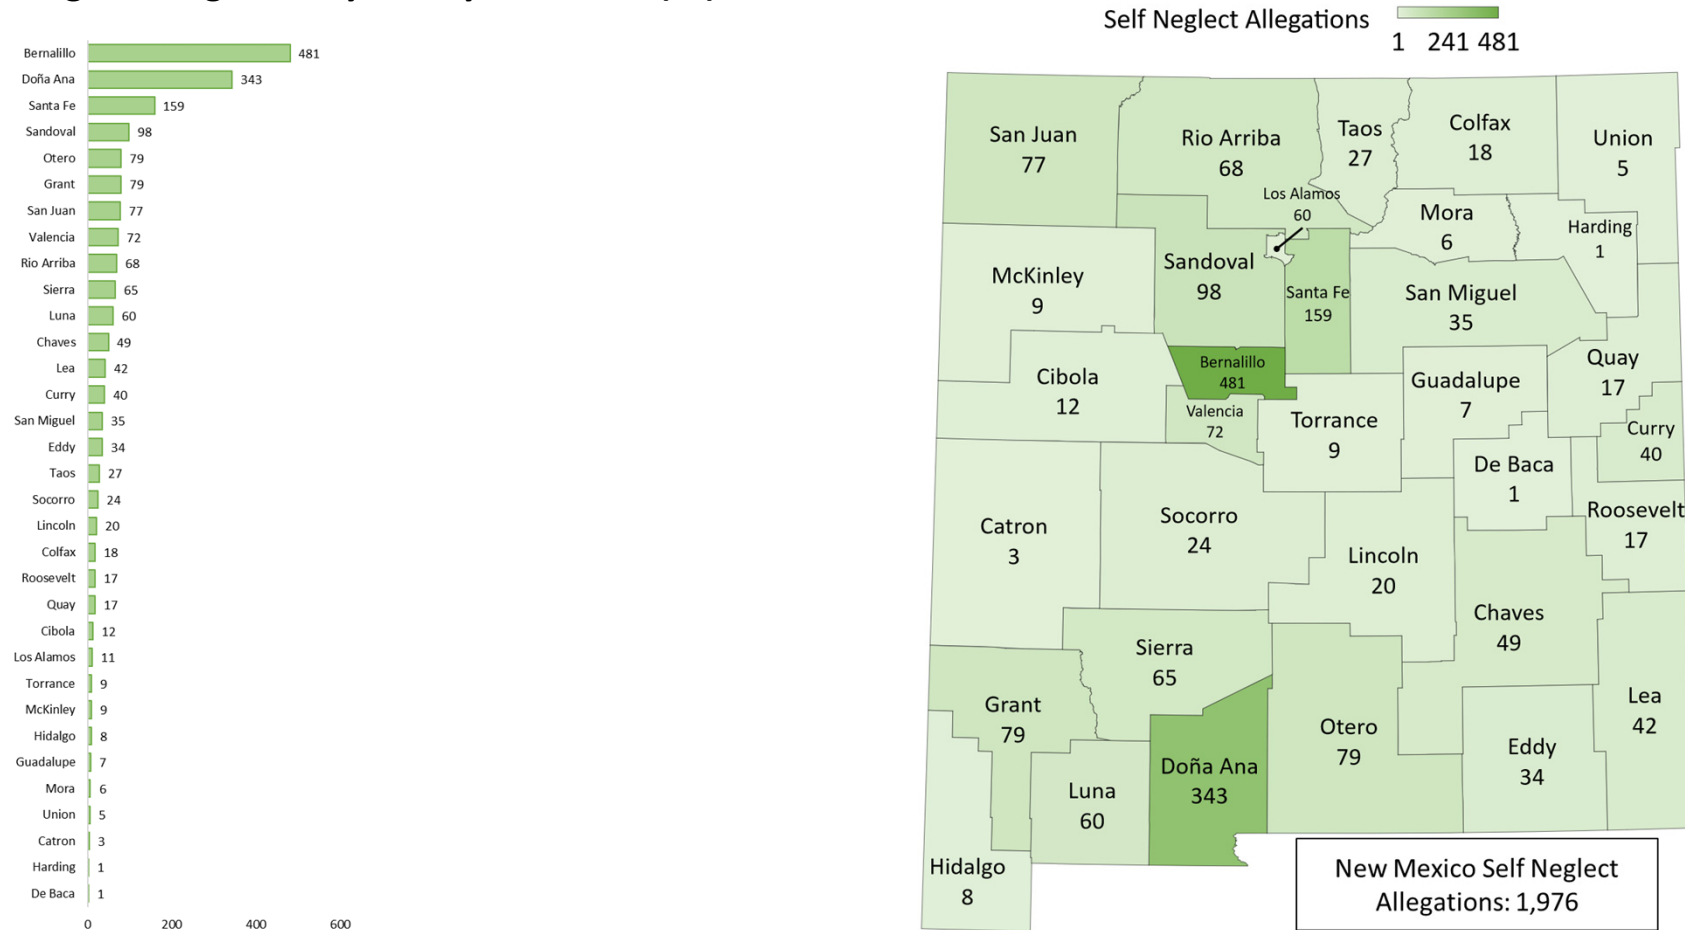 Bernalillo 481
Doña Ana 343
Santa Fe 159
Sandoval 98
Otero 79
Grant 79
San Juan 77
Valencia 72
Rio Arriba 68
Sierra 65
Luna 60
Chaves 49
Lea 42
Curry 40
San Miguel 35
Eddy 34
Taos 27
Socorro 24
Lincoln 20
Colfax 18
Roosevelt 17
Quay 17
Cibola 12
Los Alamos 11
Torrance 9
McKinley 9
Hidalgo 8
Guadalupe 7
Mora 6
Union 5
Catron 3
Harding 1
De Baca 1
0 200 400 600
Self Neglect Allegations
1 241 481
San Juan
77
Rio Arriba
68
Taos
27
Colfax
18
Union
5
Los Alamos
60
Mora
6
Harding
1
McKinley
9
Sandoval
98
Santa Fe
159
San Miguel
35
Quay
17
Cibola
12
Bernalillo
481
Valencia
72
Torrance
9
Guadalupe
7
Curry
40
De Baca
1
Roosevelt
17
Catron
3
Socorro
24
Lincoln
20
Chaves
49
Sierra
65
Grant
79
Otero
79
Lea
42
Eddy
34
Doña Ana
343
Luna
60
Hidalgo
8
New Mexico Self Neglect
Allegations: 1,976